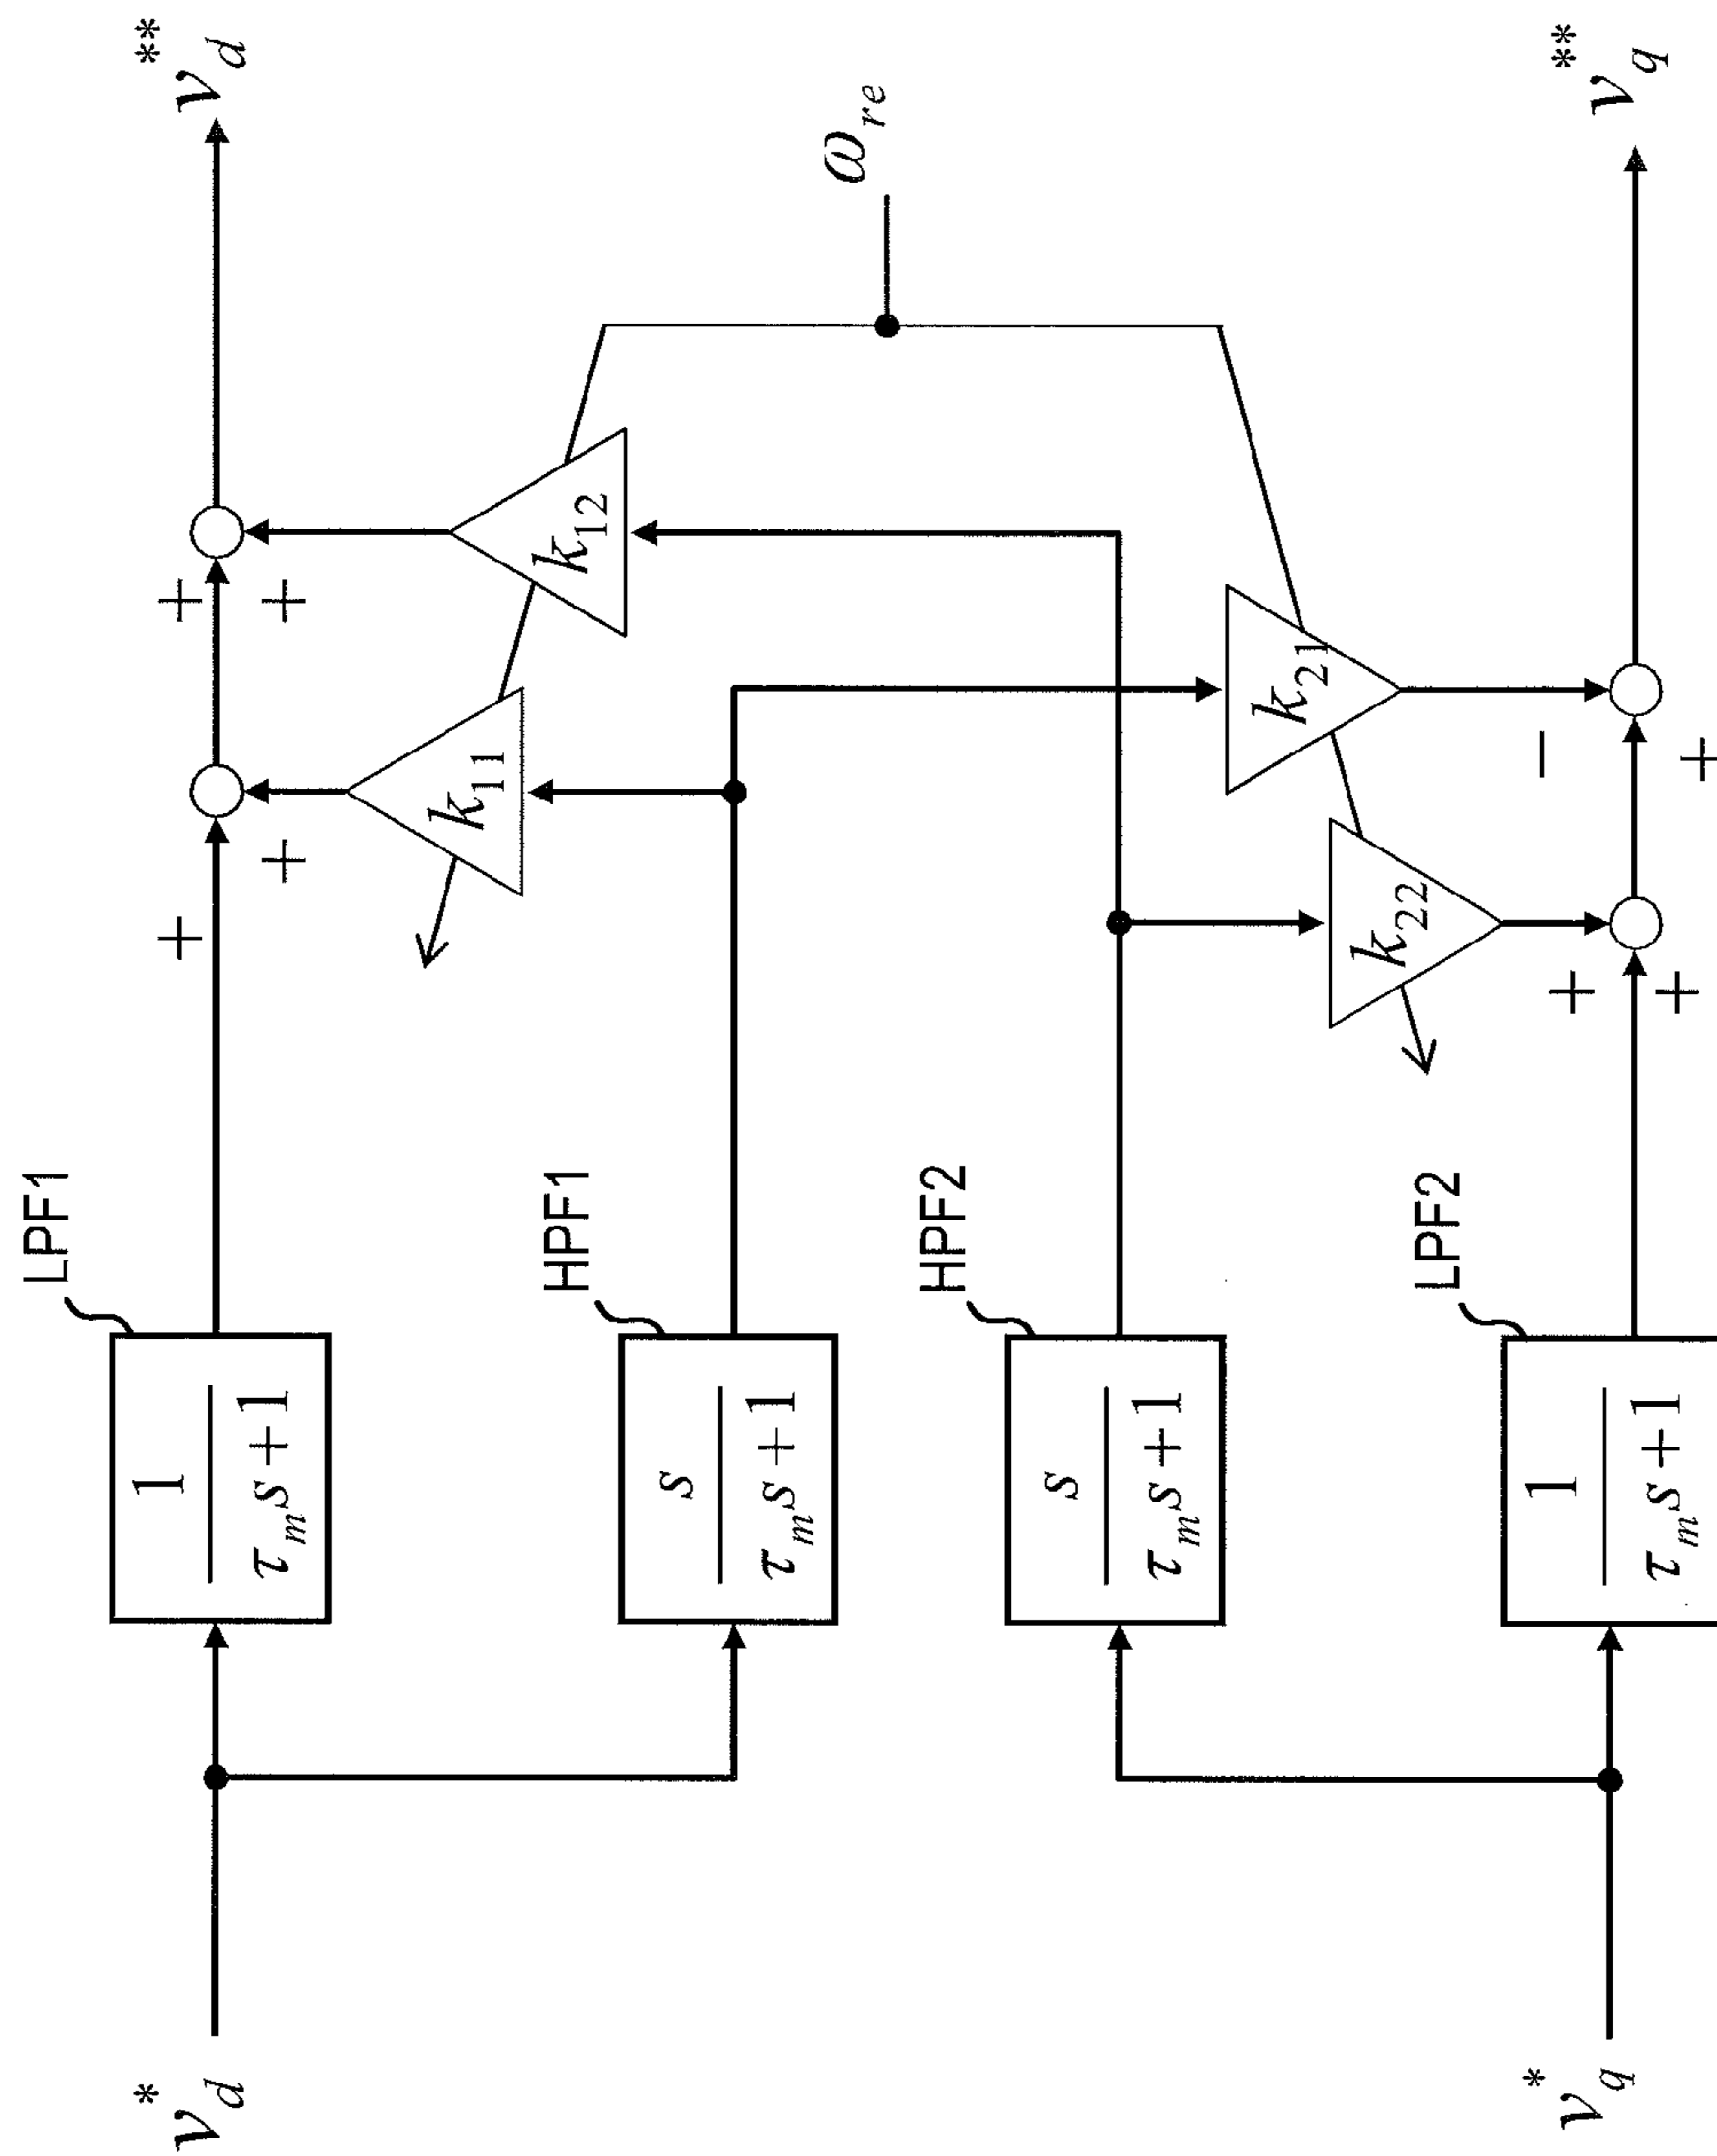 LPF1
v_d^*
1
τ_m s+1
+
+
+
+
v_d^**
HPF1
s
τ_m s+1
k_11
k_12
ω_re
HPF2
s
τ_m s+1
k_22
k_21
LPF2
v_q^*
1
τ_m s+1
+
+
−
+
v_q^**